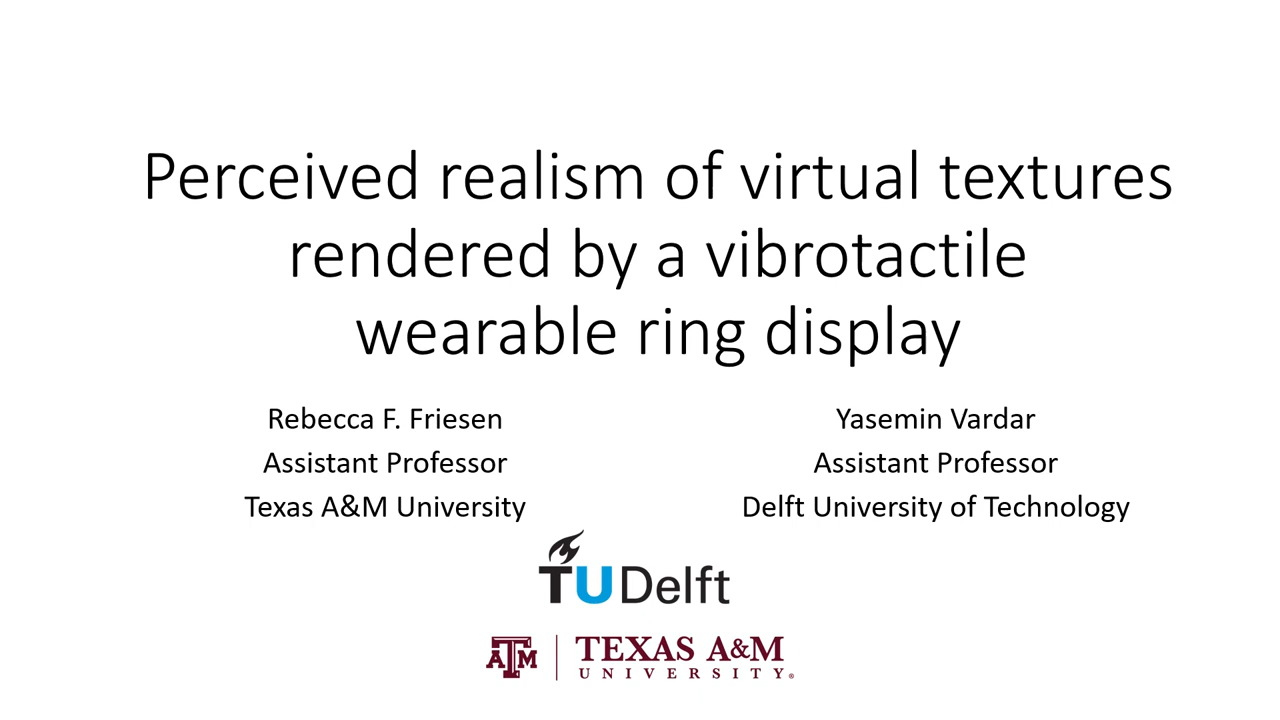 Perceived realism of virtual textures
rendered by a vibrotactile
wearable ring display
Rebecca F. Friesen
Assistant Professor
Texas A&M University
Yasemin Vardar
Assistant Professor
Delft University of Technology
TUDelft
ATM TEXAS A&M
UNIVERSITY®